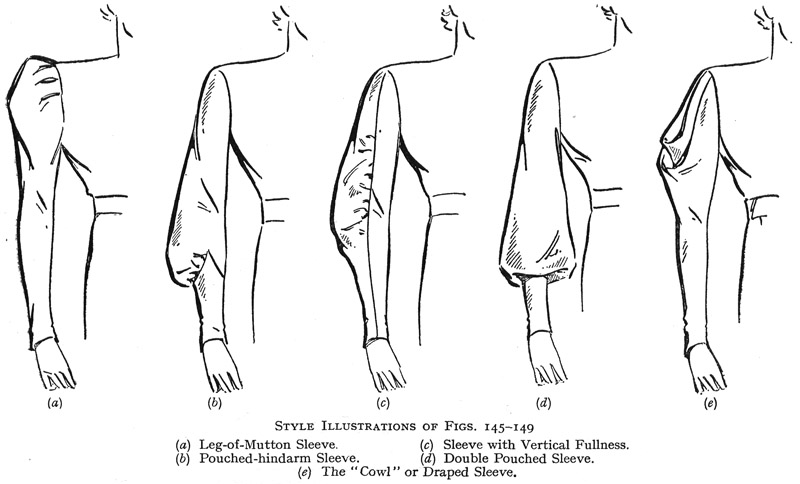 (a) (b) (c) (d) (e)
STYLE ILLUSTRATIONS OF FIGS. 145–149
(a) Leg-of-Mutton Sleeve. (c) Sleeve with Vertical Fullness.
(b) Pouched-hindarm Sleeve. (d) Double Pouched Sleeve.
(e) The “Cowl” or Draped Sleeve.